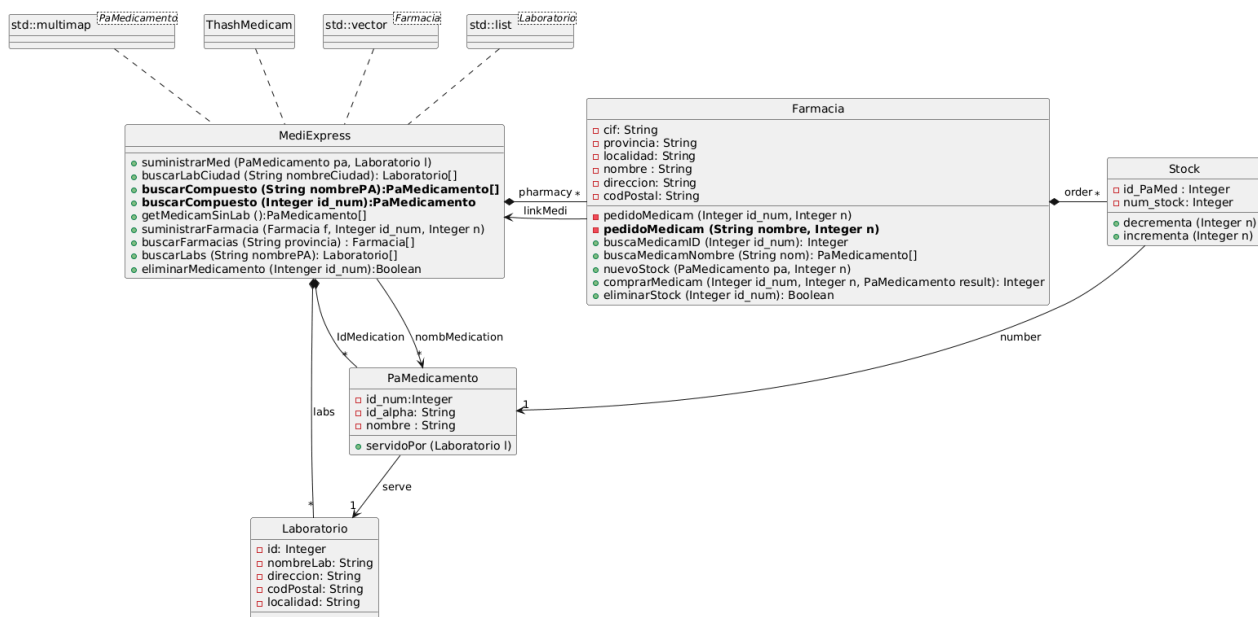 std::multimap PaMedicamento
ThashMedicam
std::vector Farmacia
std::list Laboratorio
MediExpress
suministrarMed (PaMedicamento pa, Laboratorio l)
buscarLabCiudad (String nombreCiudad): Laboratorio[]
buscarCompuesto (String nombrePA):PaMedicamento[]
buscarCompuesto (Integer id_num):PaMedicamento
getMedicamSinLab ():PaMedicamento[]
suministrarFarmacia (Farmacia f, Integer id_num, Integer n)
buscarFarmacias (String provincia) : Farmacia[]
buscarLabs (String nombrePA): Laboratorio[]
eliminarMedicamento (Intenger id_num):Boolean
pharmacy *
linkMedi
Farmacia
cif: String
provincia: String
localidad: String
nombre : String
direccion: String
codPostal: String
pedidoMedicam (Integer id_num, Integer n)
pedidoMedicam (String nombre, Integer n)
buscaMedicamID (Integer id_num): Integer
buscaMedicamNombre (String nom): PaMedicamento[]
nuevoStock (PaMedicamento pa, Integer n)
comprarMedicam (Integer id_num, Integer n, PaMedicamento result): Integer
eliminarStock (Integer id_num): Boolean
order *
Stock
id_PaMed : Integer
num_stock: Integer
decrementa (Integer n)
incrementa (Integer n)
IdMedication
*
nombMedication
*
number
1
labs
*
PaMedicamento
id_num:Integer
id_alpha: String
nombre : String
servidoPor (Laboratorio l)
serve
1
Laboratorio
id: Integer
nombreLab: String
direccion: String
codPostal: String
localidad: String